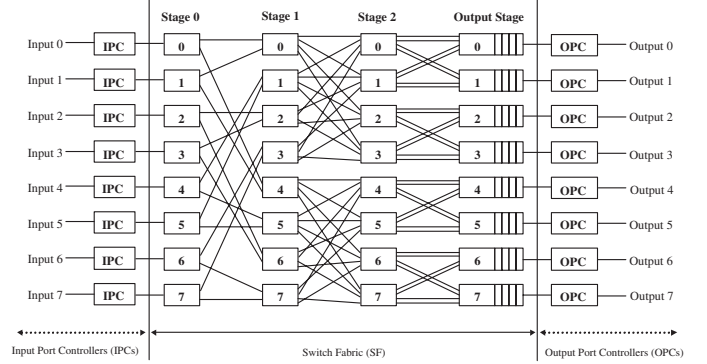 Stage 0 Stage 1 Stage 2 Output Stage
Input 0 IPC 0 0 0 0 OPC Output 0
Input 1 IPC 1 1 1 1 OPC Output 1
Input 2 IPC 2 2 2 2 OPC Output 2
Input 3 IPC 3 3 3 3 OPC Output 3
Input 4 IPC 4 4 4 4 OPC Output 4
Input 5 IPC 5 5 5 5 OPC Output 5
Input 6 IPC 6 6 6 6 OPC Output 6
Input 7 IPC 7 7 7 7 OPC Output 7
Input Port Controllers (IPCs) Switch Fabric (SF) Output Port Controllers (OPCs)